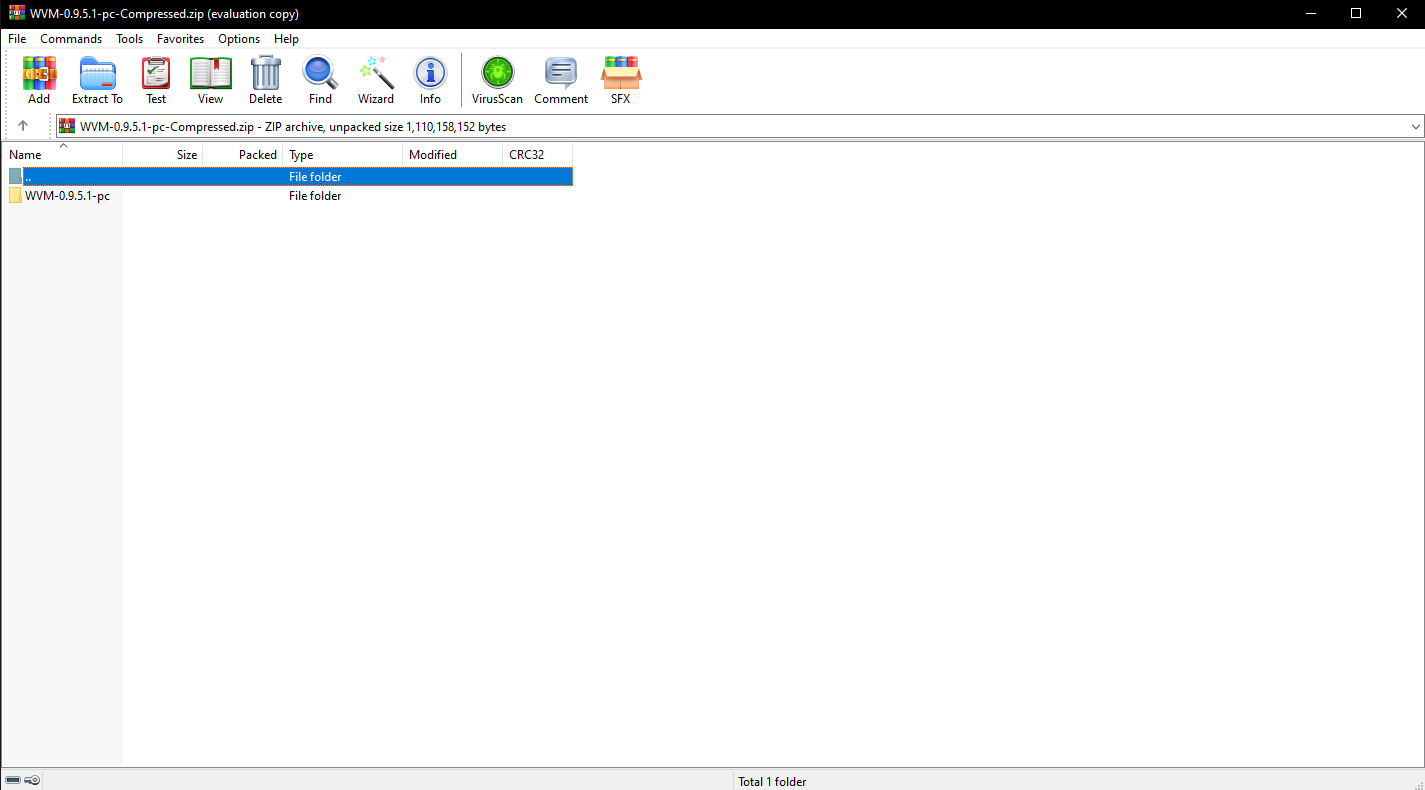 WVM-0.9.5.1-pc-Compressed.zip (evaluation copy)
File Commands Tools Favorites Options Help
Add Extract To Test View Delete Find Wizard Info VirusScan Comment SFX
WVM-0.9.5.1-pc-Compressed.zip - ZIP archive, unpacked size 1,110,158,152 bytes
Name Size Packed Type Modified CRC32
.. File folder
WVM-0.9.5.1-pc File folder
Total 1 folder